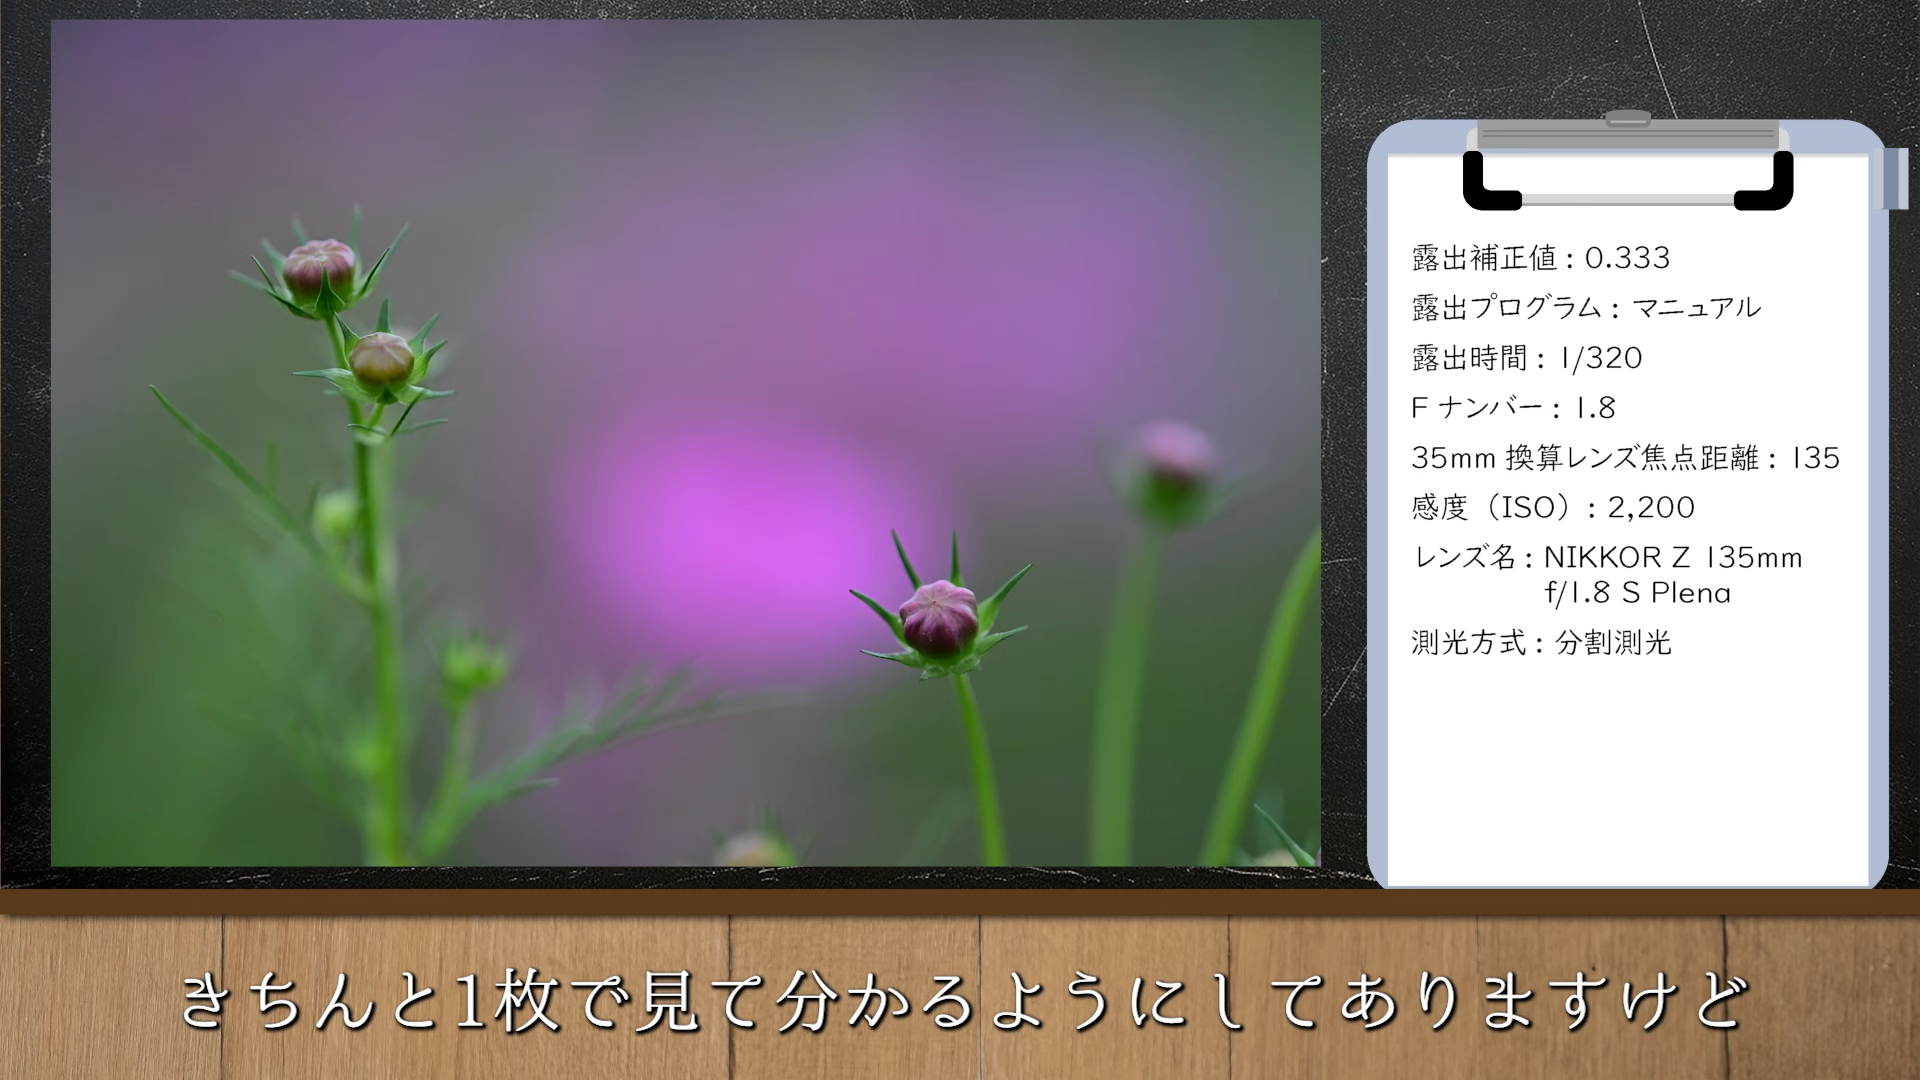 露出補正値 : 0.333
露出プログラム : マニュアル
露出時間 : 1/320
F ナンバー : 1.8
35mm 換算レンズ焦点距離 : 135
感度（ISO）: 2,200
レンズ名 : NIKKOR Z 135mm
f/1.8 S Plena
測光方式 : 分割測光
きちんと1枚で見て分かるようにしてありますけど